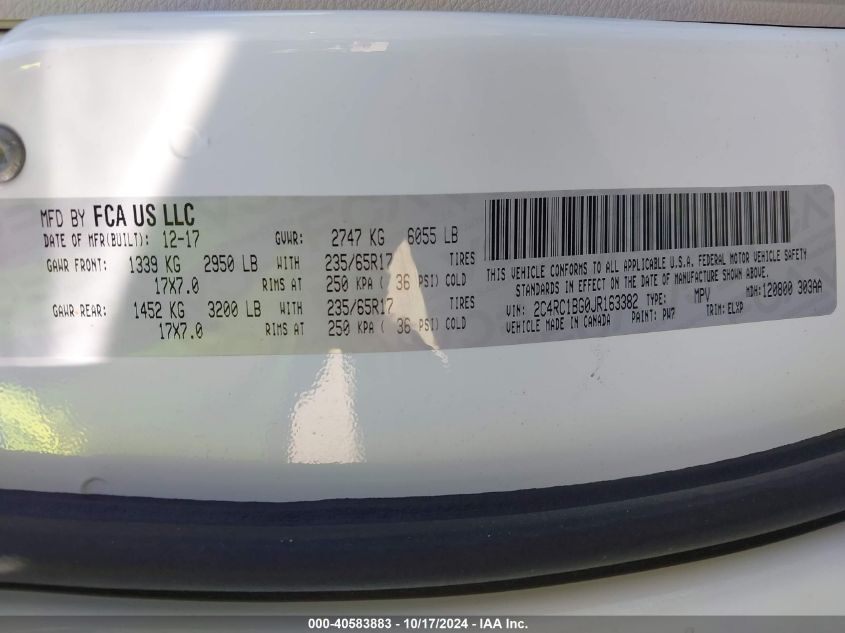 MFD BY FCA US LLC
DATE OF MFR(BUILT): 12-17 GVWR: 2747 KG 6055 LB
GAWR FRONT: 1339 KG 2950 LB WITH 235/65R17 TIRES
17X7.0 RIMS AT 250 KPA ( 36 PSI) COLD
GAWR REAR: 1452 KG 3200 LB WITH 235/65R17 TIRES
17X7.0 RIMS AT 250 KPA ( 36 PSI) COLD
THIS VEHICLE CONFORMS TO ALL APPLICABLE U.S.A. FEDERAL MOTOR VEHICLE SAFETY
STANDARDS IN EFFECT ON THE DATE OF MANUFACTURE SHOWN ABOVE.
VIN: 2C4RC1BG0JR163382 TYPE: MPV MDH: 120800 303AA
VEHICLE MADE IN CANADA PAINT: PW7 TRIM: ELXP
000-40583883 - 10/17/2024 - IAA Inc.